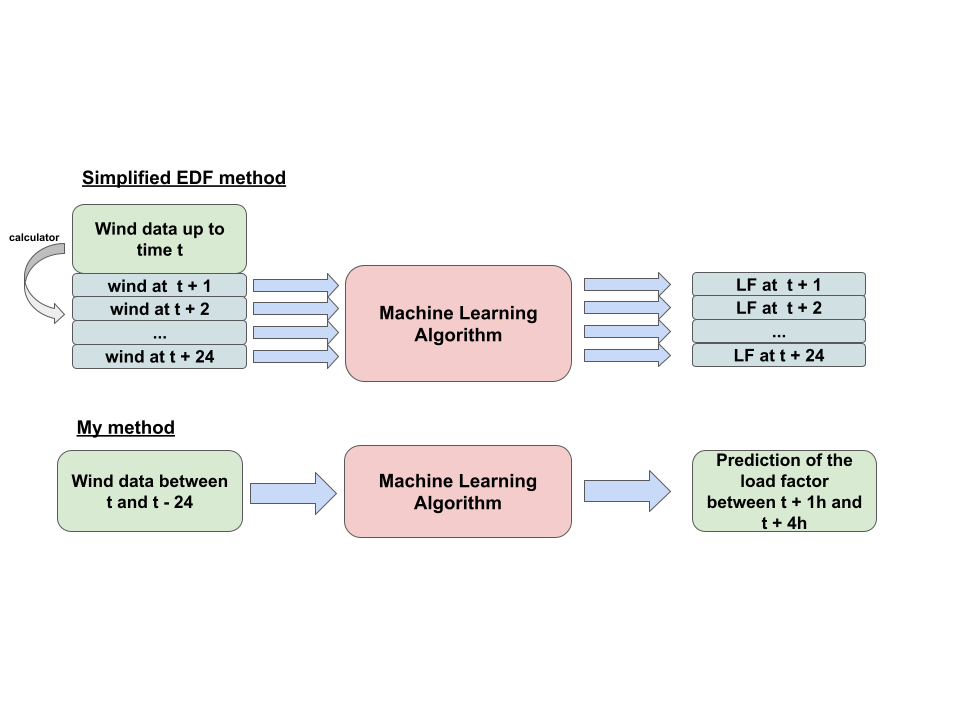 Simplified EDF method
calculator
Wind data up to
time t
wind at t + 1
wind at t + 2
...
wind at t + 24
Machine Learning
Algorithm
LF at t + 1
LF at t + 2
...
LF at t + 24
My method
Wind data between
t and t - 24
Machine Learning
Algorithm
Prediction of the
load factor
between t + 1h and
t + 4h